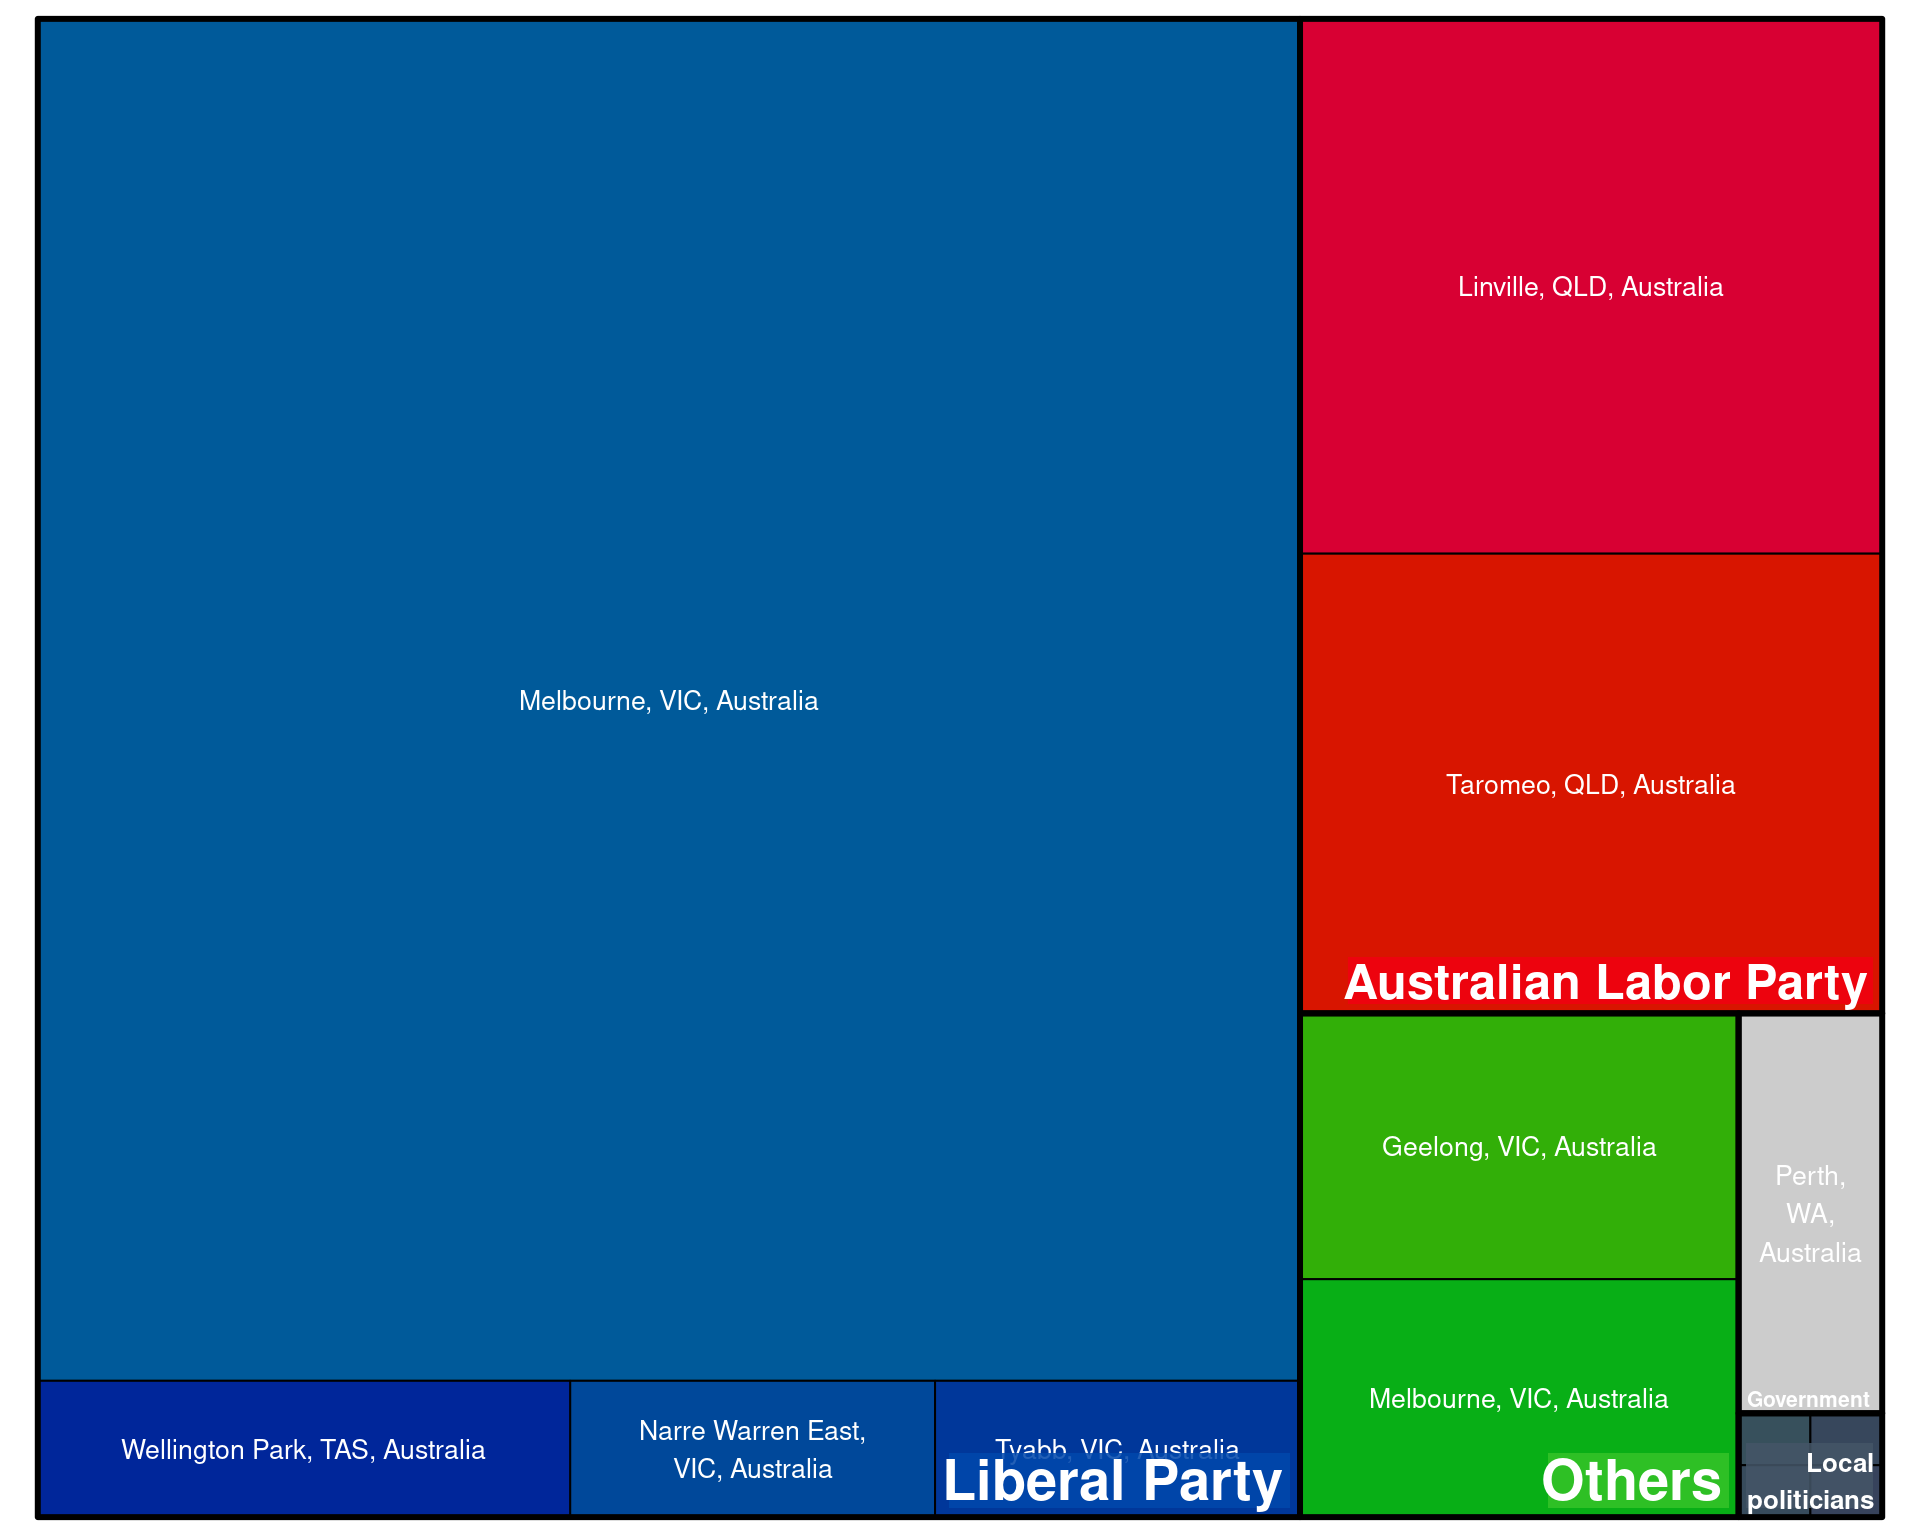 Linville, QLD, Australia
Melbourne, VIC, Australia
Taromeo, QLD, Australia
Australian Labor Party
Geelong, VIC, Australia
Perth,
WA,
Australia
Melbourne, VIC, Australia
Government
Wellington Park, TAS, Australia
Narre Warren East,
VIC, Australia
Tyabb, VIC, Australia
Liberal Party
Others
Local
politicians